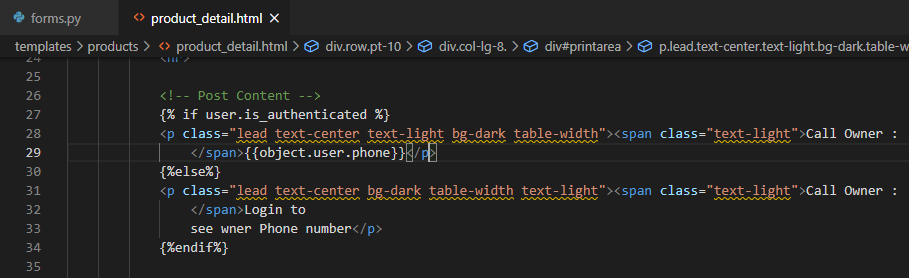 forms.py product_detail.html
templates > products > product_detail.html > div.row.pt-10 > div.col-lg-8. > div#printarea > p.lead.text-center.text-light.bg-dark.table-w
24 <hr>
25
26 <!-- Post Content -->
27 {% if user.is_authenticated %}
28 <p class="lead text-center text-light bg-dark table-width"><span class="text-light">Call Owner :
29 </span>{{object.user.phone}}</p>
30 {%else%}
31 <p class="lead text-center bg-dark table-width text-light"><span class="text-light">Call Owner :
32 </span>Login to
33 see wner Phone number</p>
34 {%endif%}
35